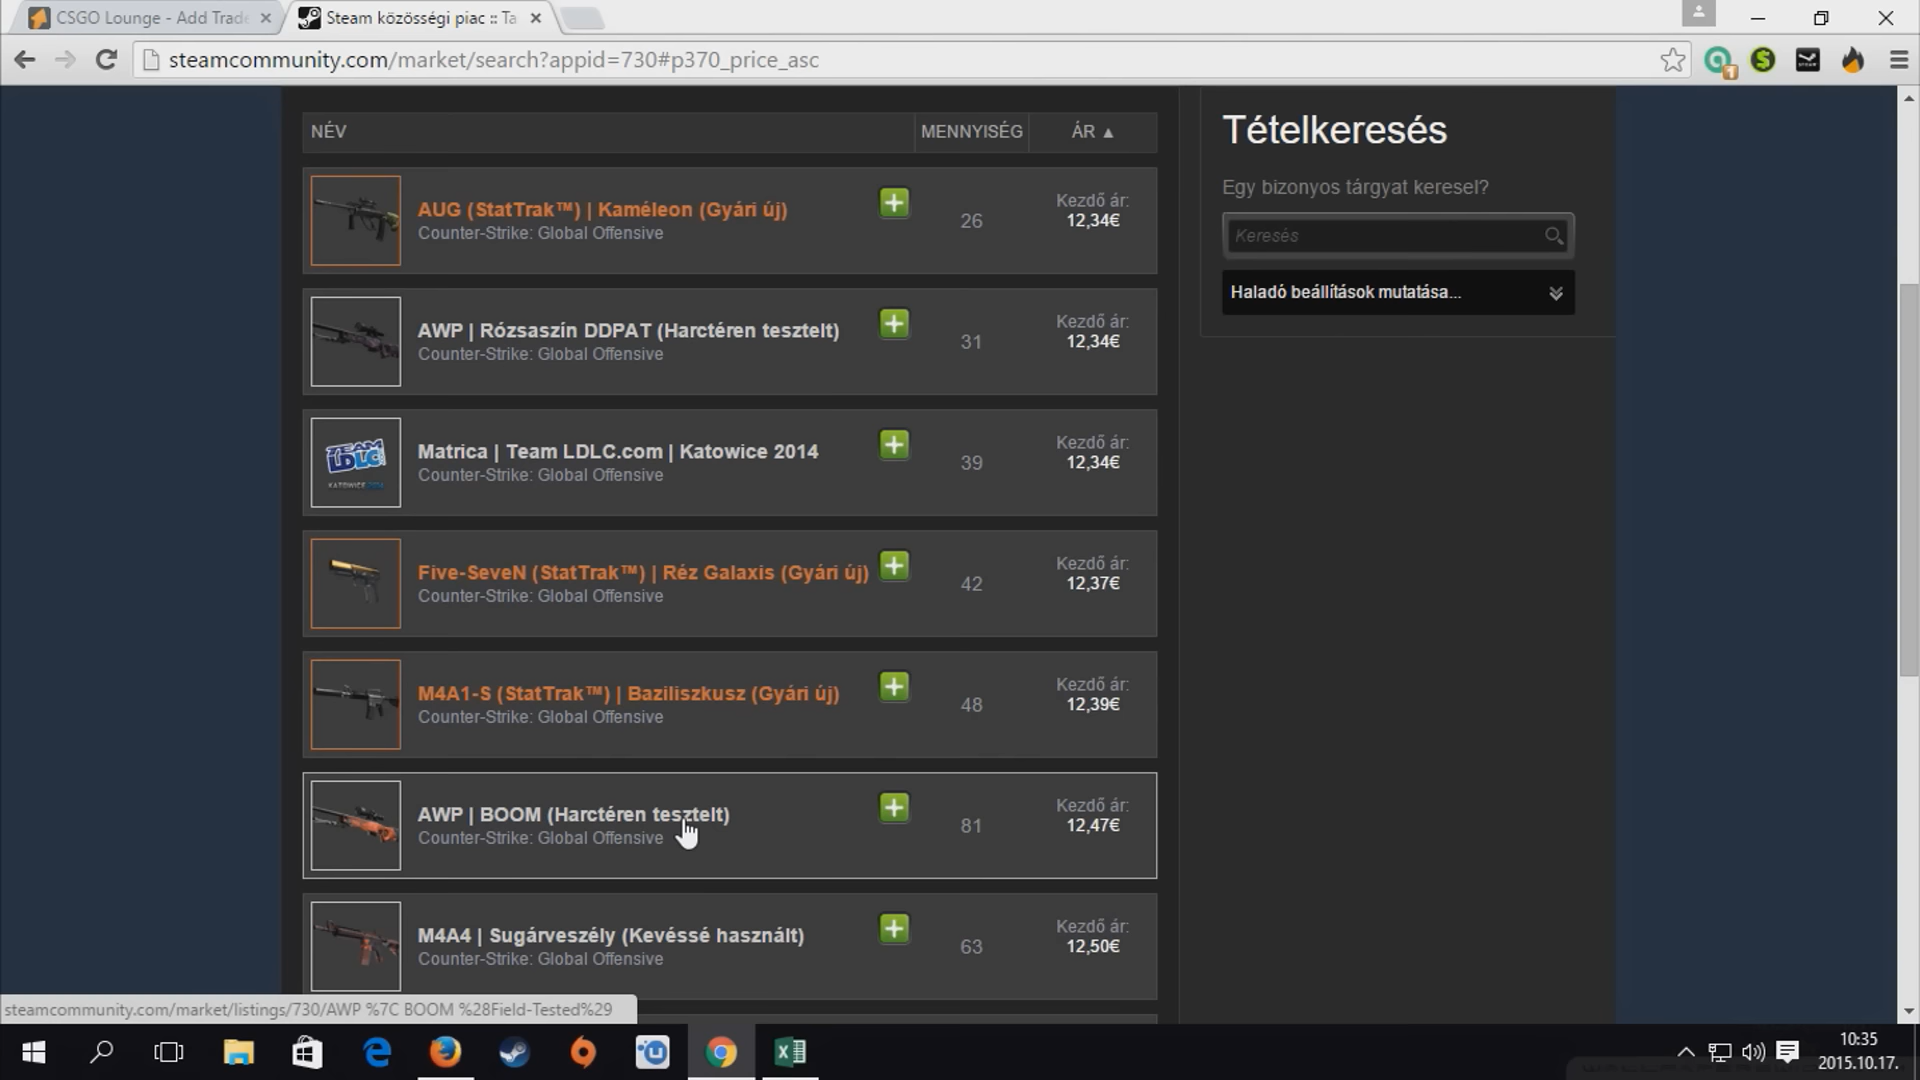 CSGO Lounge - Add Trade
Steam közösségi piac :: Ta
steamcommunity.com/market/search?appid=730#p370_price_asc
1
STEAM
NÉV
MENNYISÉG
ÁR ▲
AUG (StatTrak™) | Kaméleon (Gyári új)
Counter-Strike: Global Offensive
26
Kezdő ár:
12,34€
AWP | Rózsaszín DDPAT (Harctéren tesztelt)
Counter-Strike: Global Offensive
31
Kezdő ár:
12,34€
TEAM
LDLC
KATOWICE 2014
Matrica | Team LDLC.com | Katowice 2014
Counter-Strike: Global Offensive
39
Kezdő ár:
12,34€
Five-SeveN (StatTrak™) | Réz Galaxis (Gyári új)
Counter-Strike: Global Offensive
42
Kezdő ár:
12,37€
M4A1-S (StatTrak™) | Baziliszkusz (Gyári új)
Counter-Strike: Global Offensive
48
Kezdő ár:
12,39€
AWP | BOOM (Harctéren tesztelt)
Counter-Strike: Global Offensive
81
Kezdő ár:
12,47€
M4A4 | Sugárveszély (Kevéssé használt)
Counter-Strike: Global Offensive
63
Kezdő ár:
12,50€
Tételkeresés
Egy bizonyos tárgyat keresel?
Keresés
Haladó beállítások mutatása...
steamcommunity.com/market/listings/730/AWP %7C BOOM %28Field-Tested%29
10:35
2015.10.17.